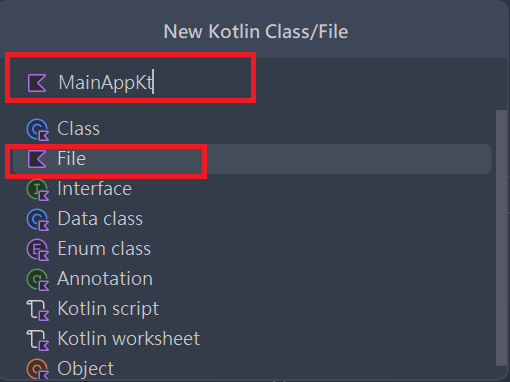 New Kotlin Class/File
MainAppKt
Class
File
Interface
Data class
Enum class
Annotation
Kotlin script
Kotlin worksheet
Object